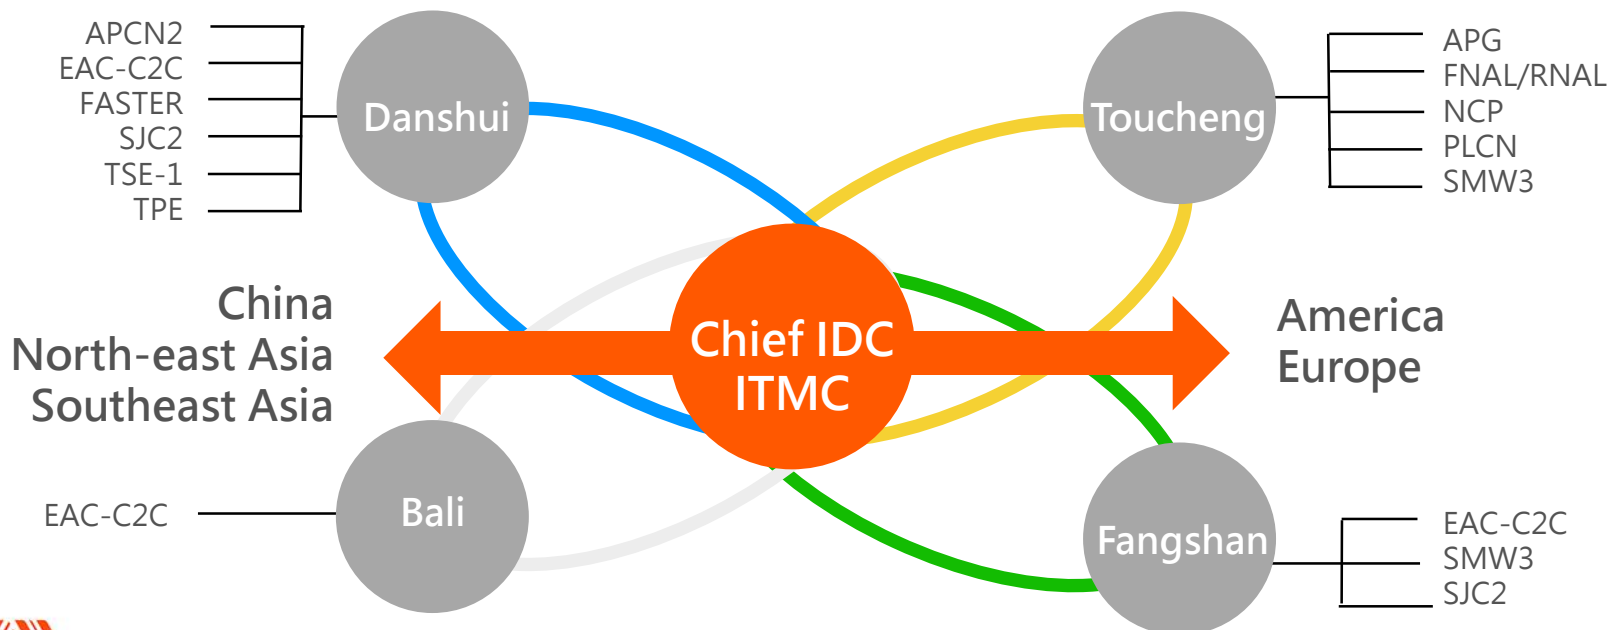 APCN2
EAC-C2C
FASTER
SJC2
TSE-1
TPE
Danshui
Toucheng
APG
FNAL/RNAL
NCP
PLCN
SMW3
China
North-east Asia
Southeast Asia
Chief IDC
ITMC
America
Europe
EAC-C2C
Bali
Fangshan
EAC-C2C
SMW3
SJC2